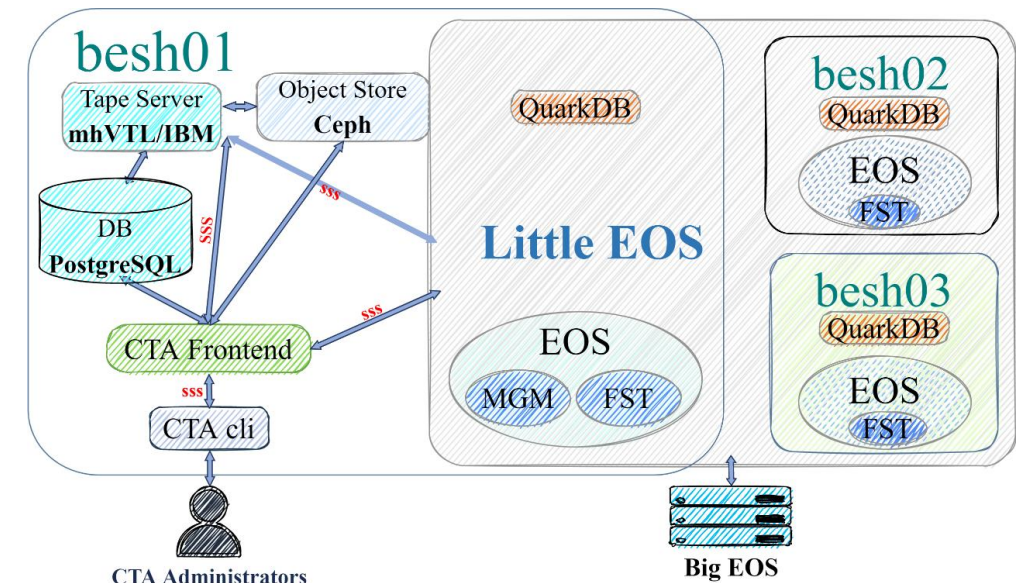 besh01
Tape Server
mhVTL/IBM
Object Store
Ceph
sss
sss
DB
PostgreSQL
sss
CTA Frontend
sss
CTA cli
CTA Administrators
QuarkDB
Little EOS
EOS
MGM
FST
besh02
QuarkDB
EOS
FST
besh03
QuarkDB
EOS
FST
Big EOS